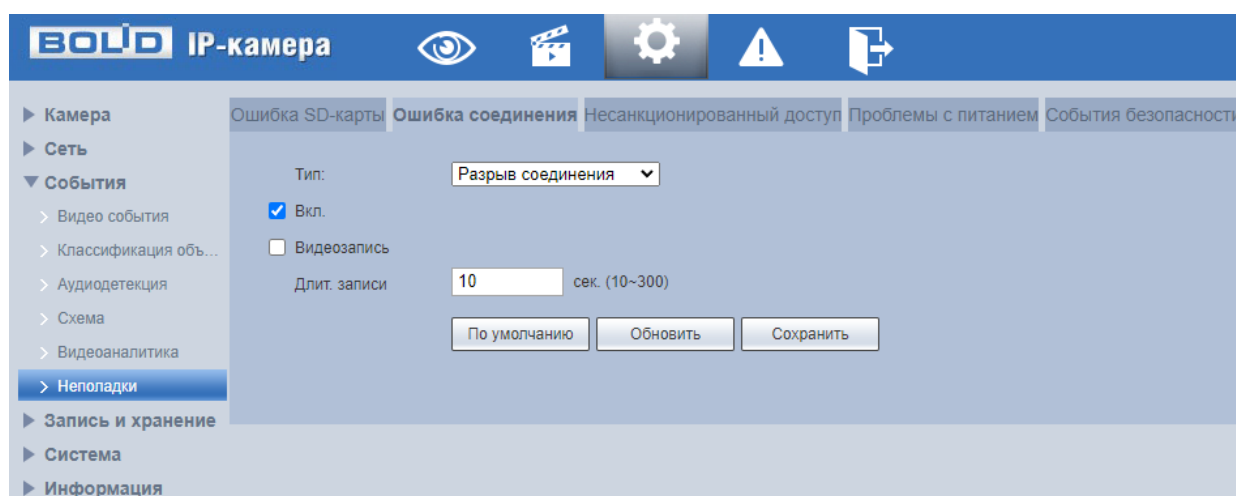 BOLID IP-камера
Камера
Сеть
События
Видео события
Классификация объ...
Аудиодетекция
Схема
Видеоаналитика
Неполадки
Запись и хранение
Система
Информация
Ошибка SD-карты Ошибка соединения Несанкционированный доступ Проблемы с питанием События безопасности
Тип: Разрыв соединения
Вкл.
Видеозапись
Длит. записи 10 сек. (10~300)
По умолчанию Обновить Сохранить